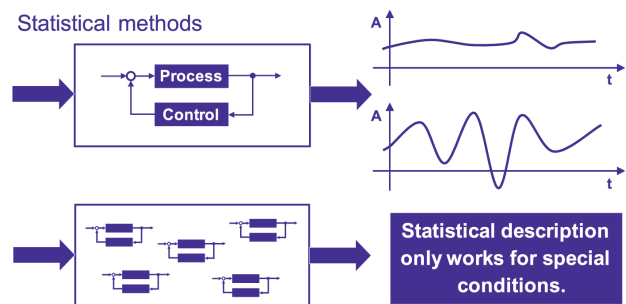 Statistical methods
Process
Control
A
t
A
t
Statistical description
only works for special
conditions.